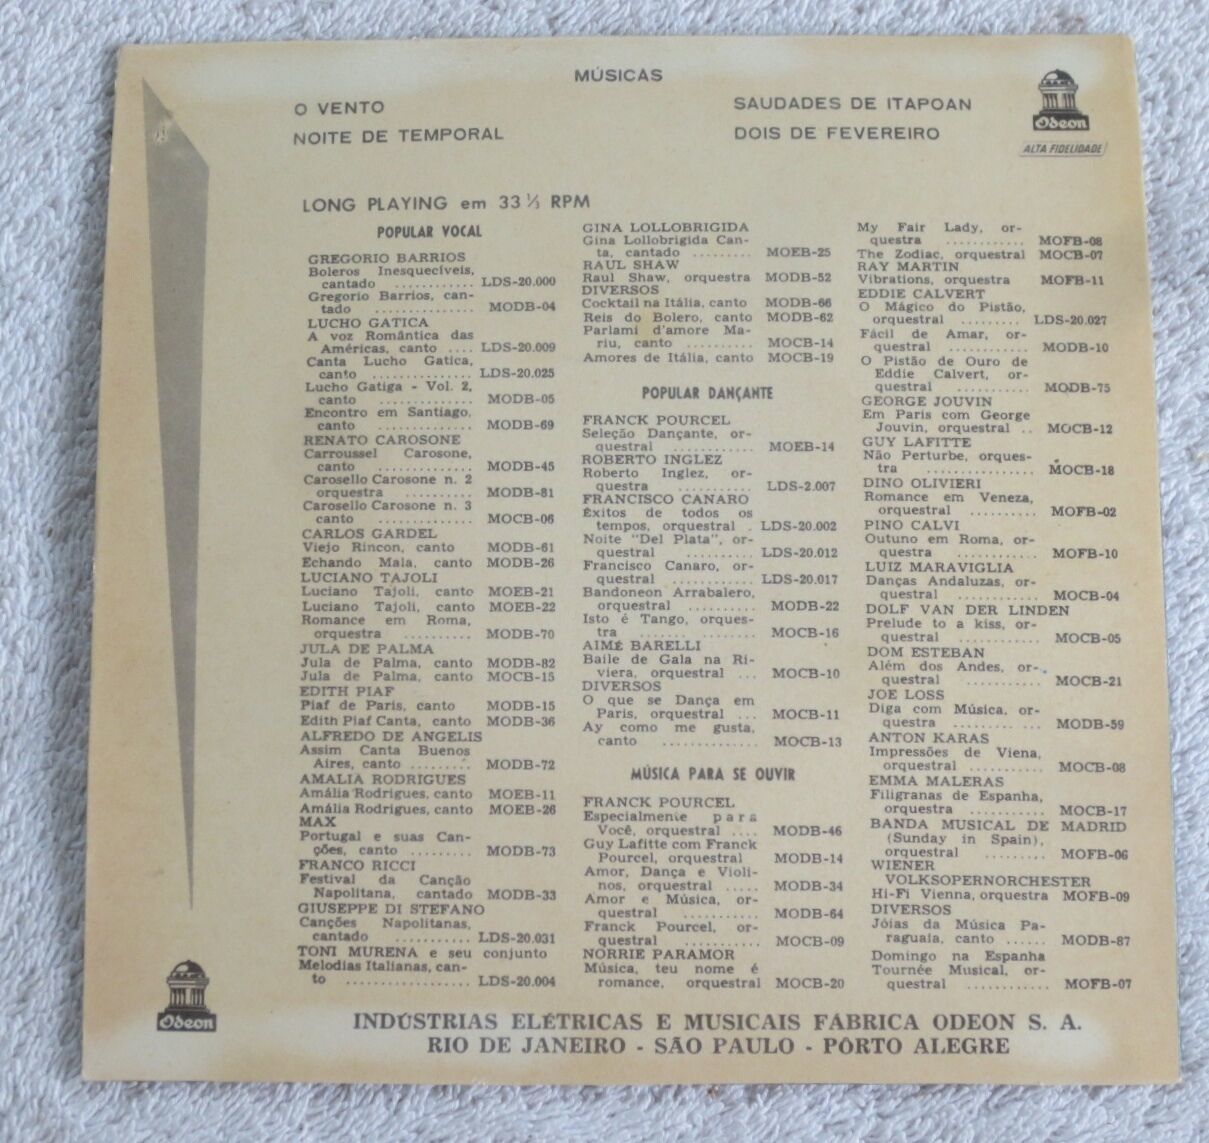 MÚSICAS
O VENTO
NOITE DE TEMPORAL
SAUDADES DE ITAPOAN
DOIS DE FEVEREIRO
Odeon
ALTA FIDELIDADE
LONG PLAYING em 33 ⅓ RPM
POPULAR VOCAL
GREGORIO BARRIOS
Boleros Inesquecíveis,
cantado ............ LDS-20.000
Gregorio Barrios, can-
tado ............... MODB-04
LUCHO GATICA
A voz Romântica das
Américas, canto .... LDS-20.009
Canta Lucho Gatica,
canto .............. LDS-20.025
Lucho Gatiga - Vol. 2,
canto .............. MODB-05
Encontro em Santiago,
canto .............. MODB-69
RENATO CAROSONE
Carroussel Carosone,
canto .............. MODB-45
Carosello Carosone n. 2
orquestra .......... MODB-81
Carosello Carosone n. 3
canto .............. MOCB-06
CARLOS GARDEL
Viejo Rincon, canto MODB-61
Echando Mala, canto MODB-26
LUCIANO TAJOLI
Luciano Tajoli, canto MOEB-21
Luciano Tajoli, canto MOEB-22
Romance em Roma,
orquestra .......... MODB-70
JULA DE PALMA
Jula de Palma, canto MODB-82
Jula de Palma, canto MOCB-15
EDITH PIAF
Piaf de Paris, canto MODB-15
Edith Piaf Canta, canto MODB-36
ALFREDO DE ANGELIS
Assim Canta Buenos
Aires, canto ......... MODB-72
AMALIA RODRIGUES
Amália Rodrigues, canto MOEB-11
Amália Rodrigues, canto MOEB-26
MAX
Portugal e suas Can-
ções, canto ......... MODB-73
FRANCO RICCI
Festival da Canção
Napolitana, cantado MODB-33
GIUSEPPE DI STEFANO
Canções Napolitanas,
cantado ........... LDS-20.031
TONI MURENA e seu conjunto
Melodias Italianas, can-
to .................. LDS-20.004
GINA LOLLOBRIGIDA
Gina Lollobrigida Can-
ta, cantado ........ MOEB-25
RAUL SHAW
Raul Shaw, orquestra MODB-52
DIVERSOS
Cocktail na Itália, canto MODB-66
Reis do Bolero, canto MODB-62
Parlami d'amore Ma-
riu, canto .......... MOCB-14
Amores de Itália, canto MOCB-19
POPULAR DANÇANTE
FRANCK POURCEL
Seleção Dançante, or-
questral ........... MOEB-14
ROBERTO INGLEZ
Roberto Inglez, or-
questra ............ LDS-2.007
FRANCISCO CANARO
Êxitos de todos os
tempos, orquestral . LDS-20.002
Noite "Del Plata", or-
questral .......... LDS-20.012
Francisco Canaro, or-
questral ........... LDS-20.017
Bandoneon Arrabalero,
orquestral .......... MODB-22
Isto é Tango, orques-
tra ....... ........ MOCB-16
AIMÉ BARELLI
Baile de Gala na Ri-
viera, orquestral ... MOCB-10
DIVERSOS
O que se Dança em
Paris, orquestral ... MOCB-11
Ay como me gusta,
canto ............. MOCB-13
MÚSICA PARA SE OUVIR
FRANCK POURCEL
Especialmente para
Você, orquestral .... MODB-46
Guy Lafitte com Franck
Pourcel, orquestral MODB-14
Amor, Dança e Violi-
nos, orquestral ..... MODB-34
Amor e Música, or-
questral ........... MODB-64
Franck Pourcel, or-
questral ........... MOCB-09
NORRIE PARAMOR
Música, teu nome é
romance, orquestral MOCB-20
My Fair Lady, or-
questra ............ MOFB-08
The Zodiac, orquestral MOCB-07
RAY MARTIN
Vibrations, orquestra MOFB-11
EDDIE CALVERT
O Mágico do Pistão,
orquestral ......... LDS-20.027
Fácil de Amar, or-
questral ........... MODB-10
O Pistão de Ouro de
Eddie Calvert, or-
questral .......... MODB-75
GEORGE JOUVIN
Em Paris com George
Jouvin, orquestral .. MOCB-12
GUY LAFITTE
Não Perturbe, orques-
tra ............... MOCB-18
DINO OLIVIERI
Romance em Veneza,
orquestral .......... MOFB-02
PINO CALVI
Outuno em Roma, or-
questra ............ MOFB-10
LUIZ MARAVIGLIA
Danças Andaluzas, or-
questral ............ MOCB-04
DOLF VAN DER LINDEN
Prelude to a kiss, or-
questral ............ MOCB-05
DOM ESTEBAN
Além dos Andes, or-
questral ............ MOCB-21
JOE LOSS
Diga com Música, or-
questra ............. MODB-59
ANTON KARAS
Impressões de Viena,
orquestral .......... MOCB-08
EMMA MALERAS
Filigranas de Espanha,
orquestra .......... MOCB-17
BANDA MUSICAL DE MADRID
(Sunday in Spain),
orquestral ......... MOFB-06
WIENER
VOLKSOPERNORCHESTER
Hi-Fi Vienna, orquestra MOFB-09
DIVERSOS
Jóias da Música Pa-
raguaia, canto ...... MODB-87
Domingo na Espanha
Tournée Musical, or-
questral ........... MOFB-07
Odeon
INDÚSTRIAS ELÉTRICAS E MUSICAIS FÁBRICA ODEON S. A.
RIO DE JANEIRO - SÃO PAULO - PÔRTO ALEGRE